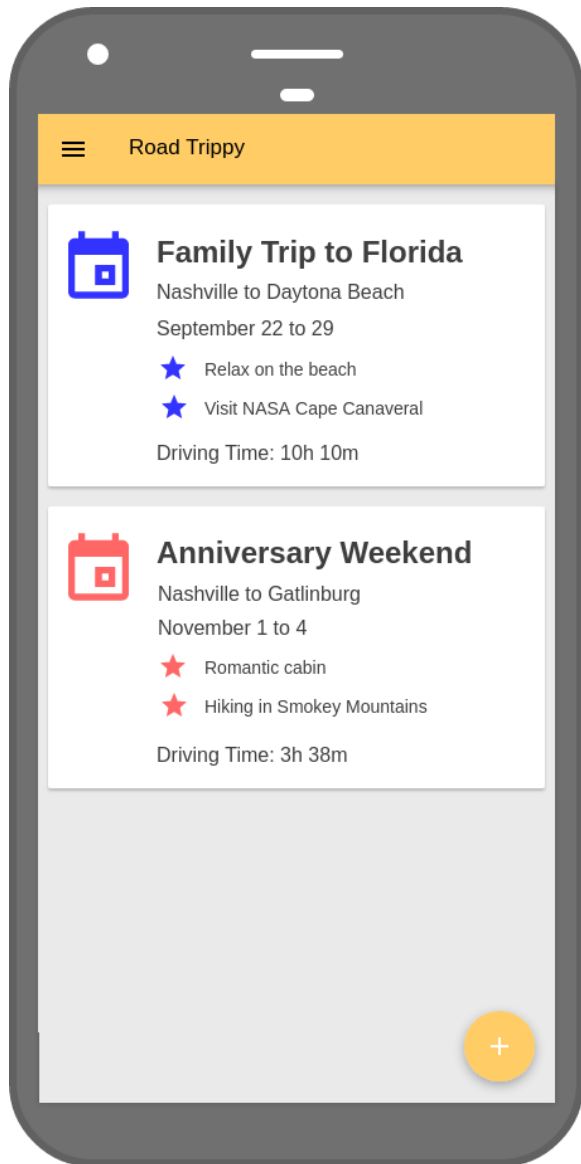 Road Trippy
Family Trip to Florida
Nashville to Daytona Beach
September 22 to 29
Relax on the beach
Visit NASA Cape Canaveral
Driving Time: 10h 10m
Anniversary Weekend
Nashville to Gatlinburg
November 1 to 4
Romantic cabin
Hiking in Smokey Mountains
Driving Time: 3h 38m
+